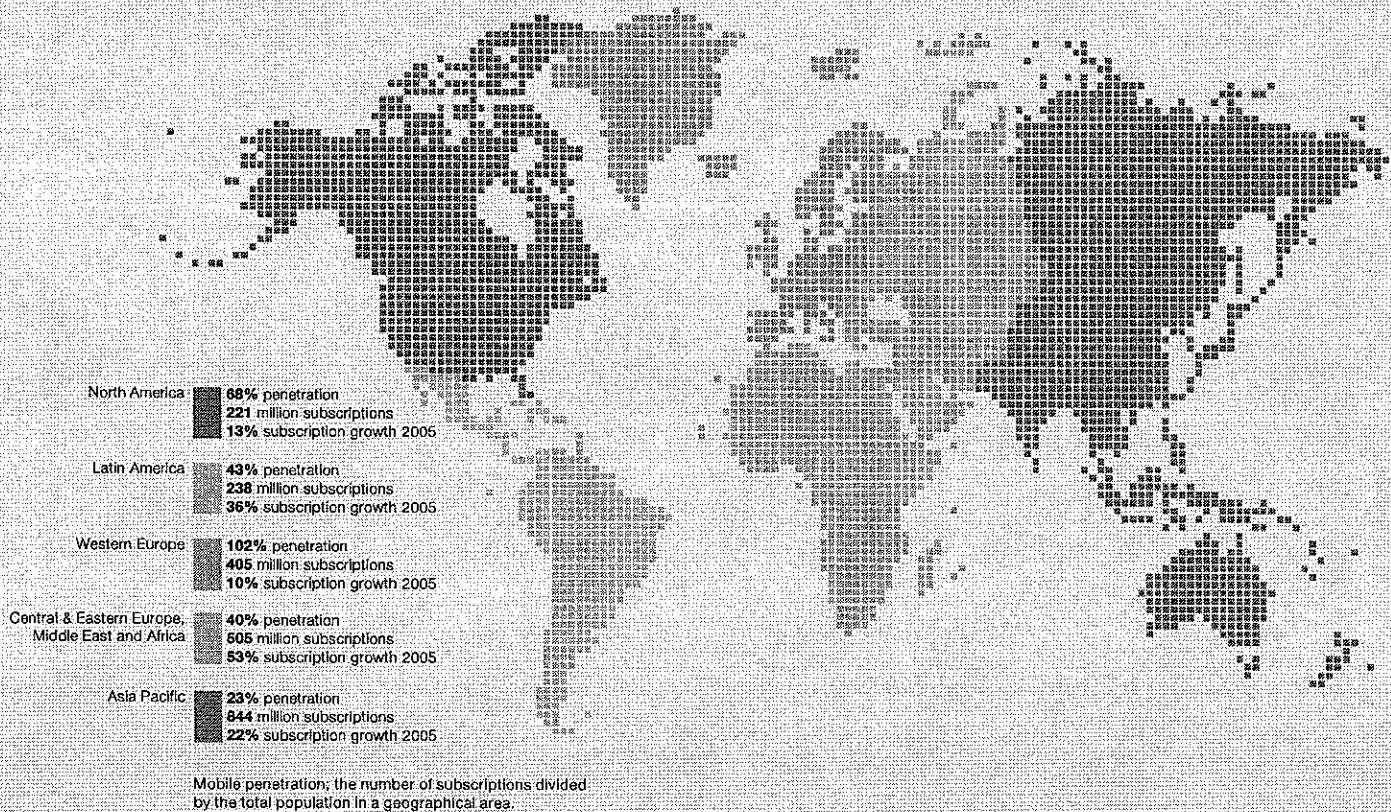 North America
68% penetration
221 million subscriptions
13% subscription growth 2005
Latin America
43% penetration
238 million subscriptions
36% subscription growth 2005
Western Europe
102% penetration
405 million subscriptions
10% subscription growth 2005
Central & Eastern Europe,
Middle East and Africa
40% penetration
505 million subscriptions
53% subscription growth 2005
Asia Pacific
23% penetration
844 million subscriptions
22% subscription growth 2005
Mobile penetration; the number of subscriptions divided
by the total population in a geographical area.